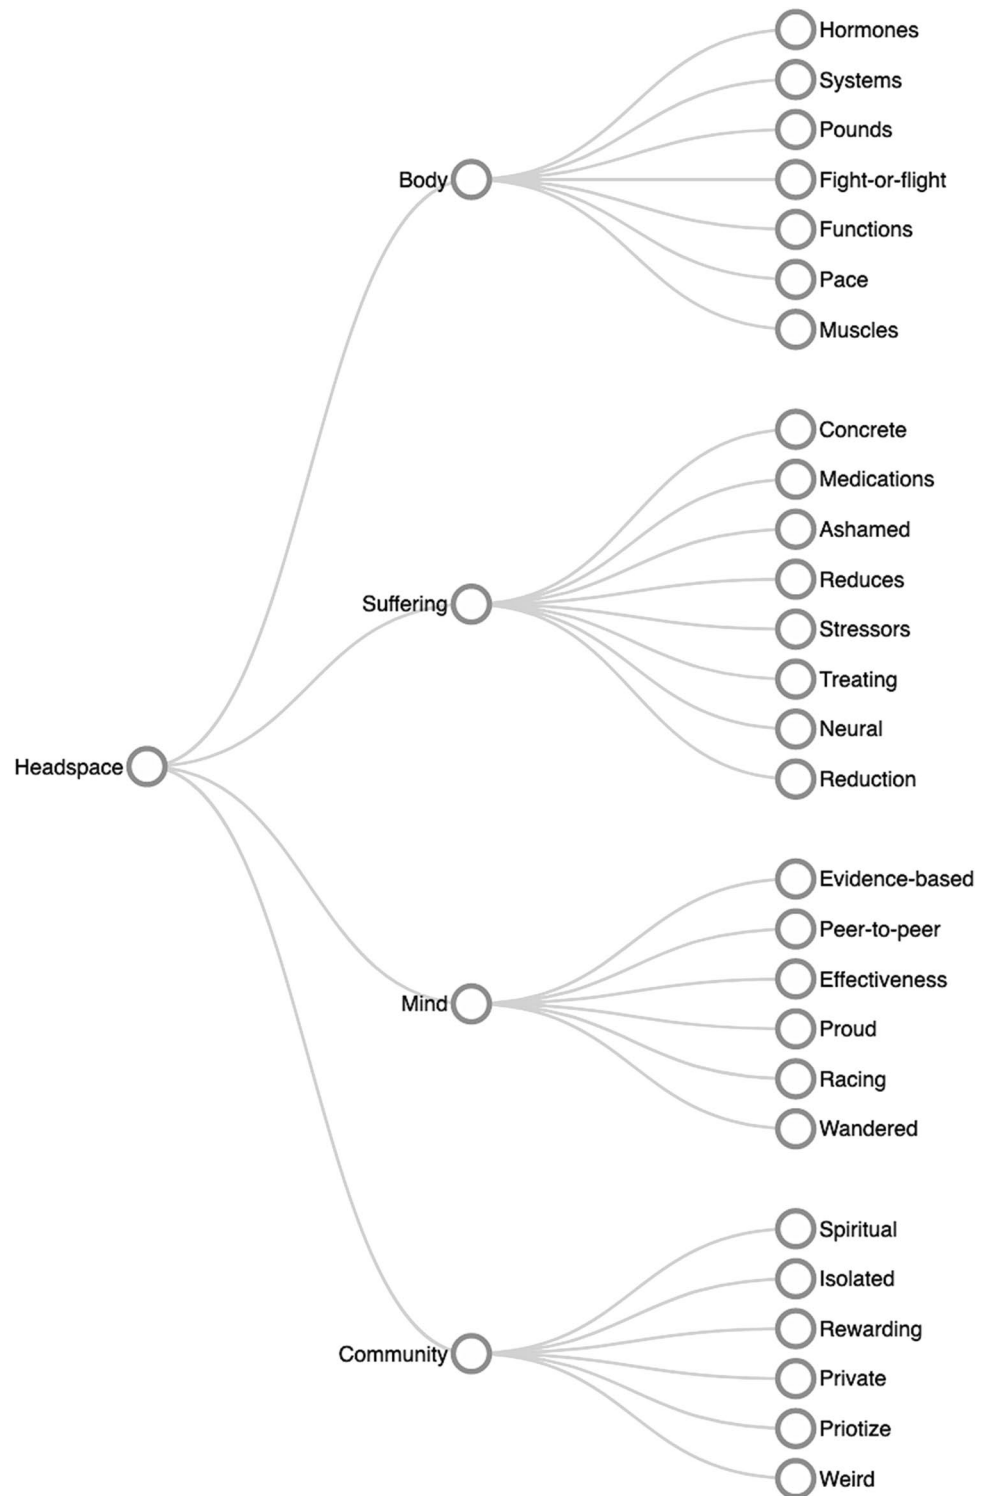 Headspace
Body
Hormones
Systems
Pounds
Fight-or-flight
Functions
Pace
Muscles
Suffering
Concrete
Medications
Ashamed
Reduces
Stressors
Treating
Neural
Reduction
Mind
Evidence-based
Peer-to-peer
Effectiveness
Proud
Racing
Wandered
Community
Spiritual
Isolated
Rewarding
Private
Priotize
Weird